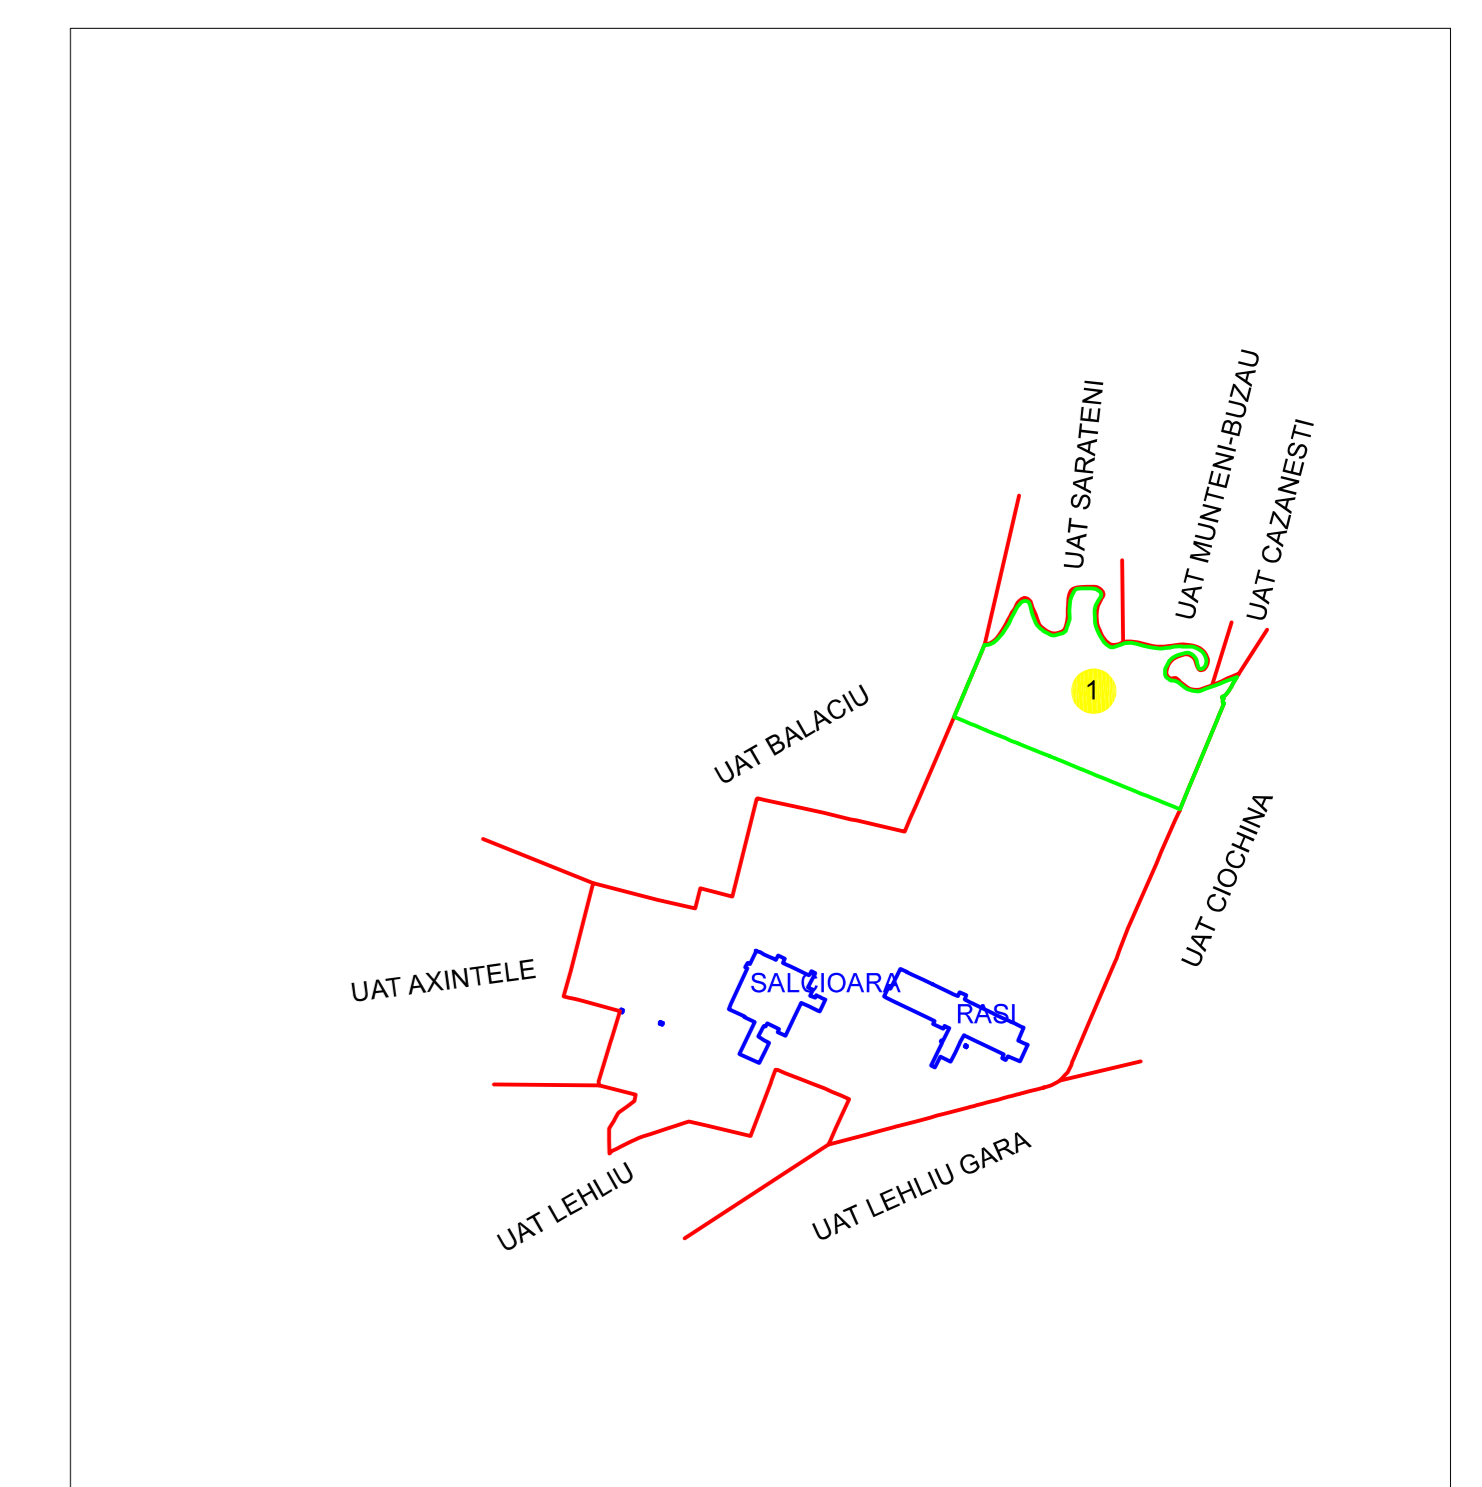 UAT SARATENI
UAT MUNTENI-BUZAU
UAT CAZANESTI
1
UAT BALACIU
UAT CIOCHINA
UAT AXINTELE
SALCIOARA
RASI
UAT LEHLIU
UAT LEHLIU GARA